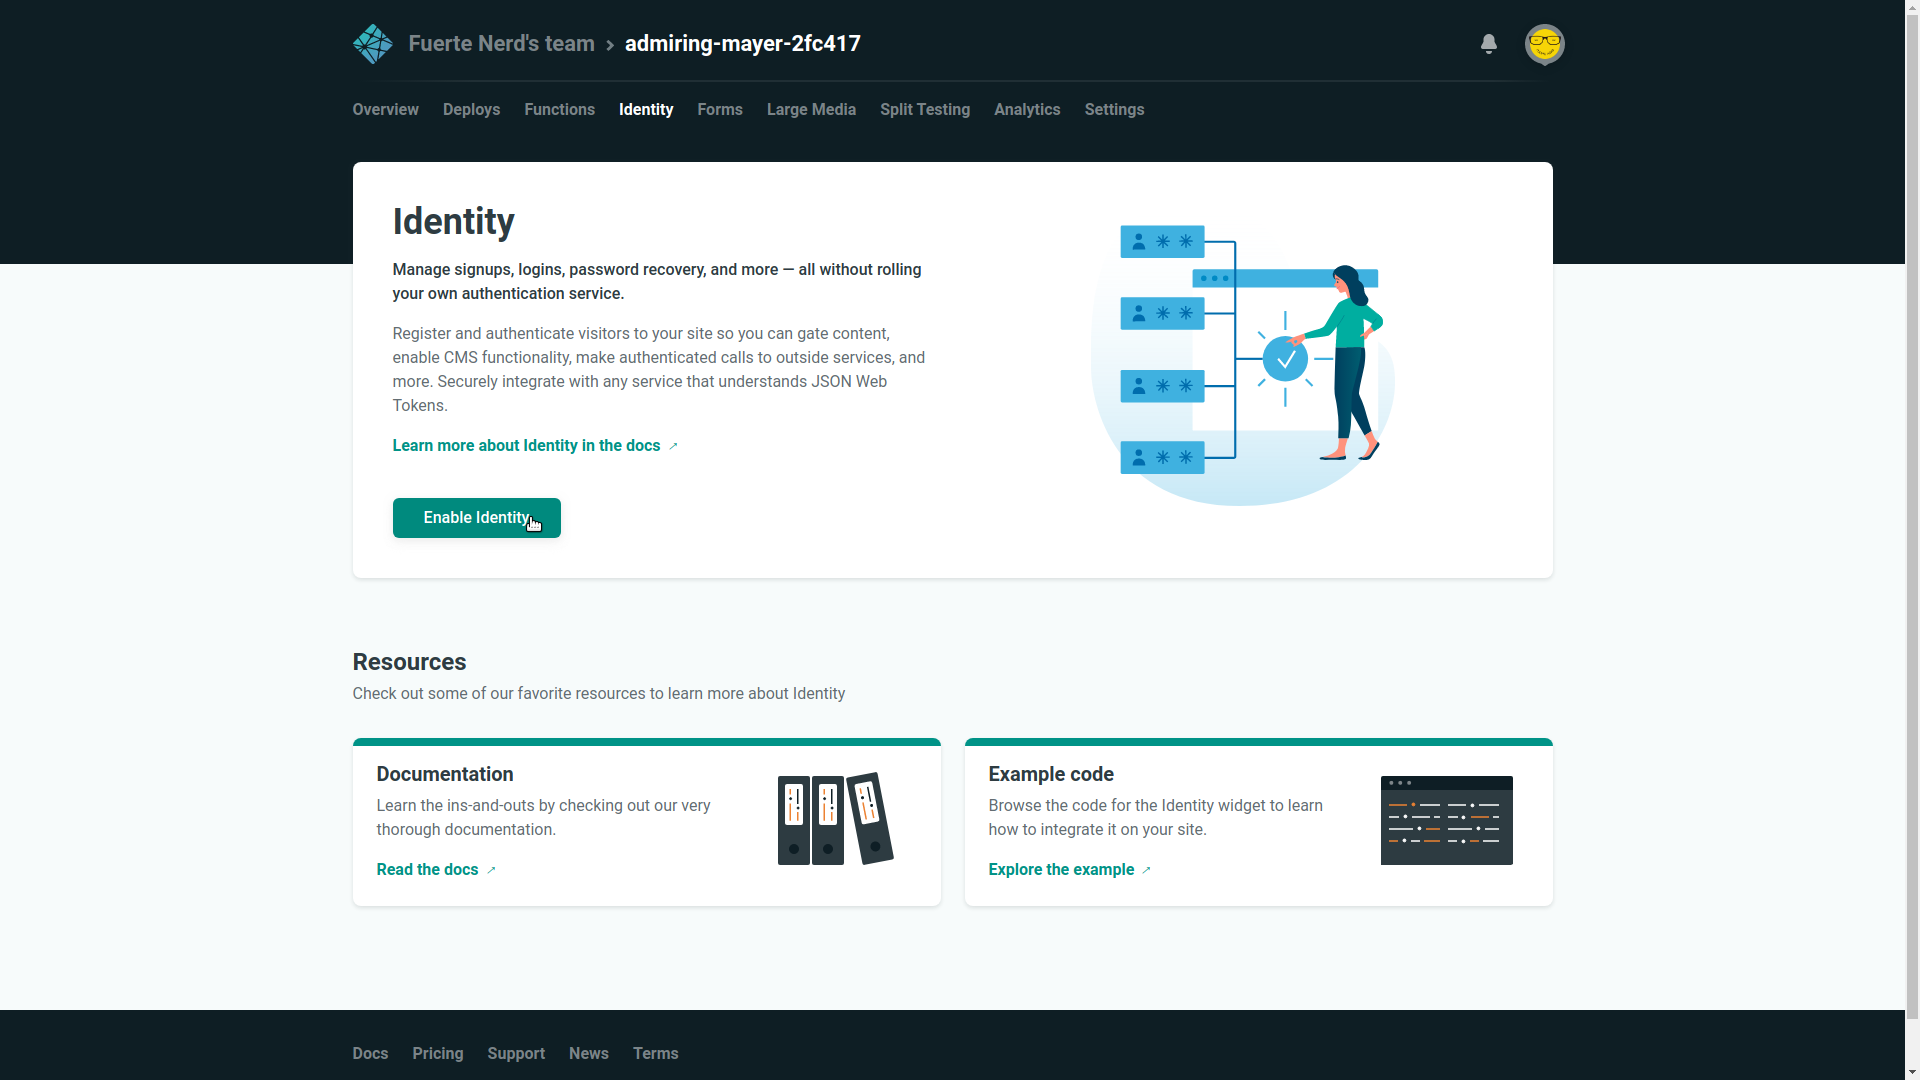 Fuerte Nerd's team > admiring-mayer-2fc417
Overview Deploys Functions Identity Forms Large Media Split Testing Analytics Settings
Identity
Manage signups, logins, password recovery, and more — all without rolling
your own authentication service.
Register and authenticate visitors to your site so you can gate content,
enable CMS functionality, make authenticated calls to outside services, and
more. Securely integrate with any service that understands JSON Web
Tokens.
Learn more about Identity in the docs
Enable Identity
Resources
Check out some of our favorite resources to learn more about Identity
Documentation
Learn the ins-and-outs by checking out our very
thorough documentation.
Read the docs
Example code
Browse the code for the Identity widget to learn
how to integrate it on your site.
Explore the example
Docs Pricing Support News Terms